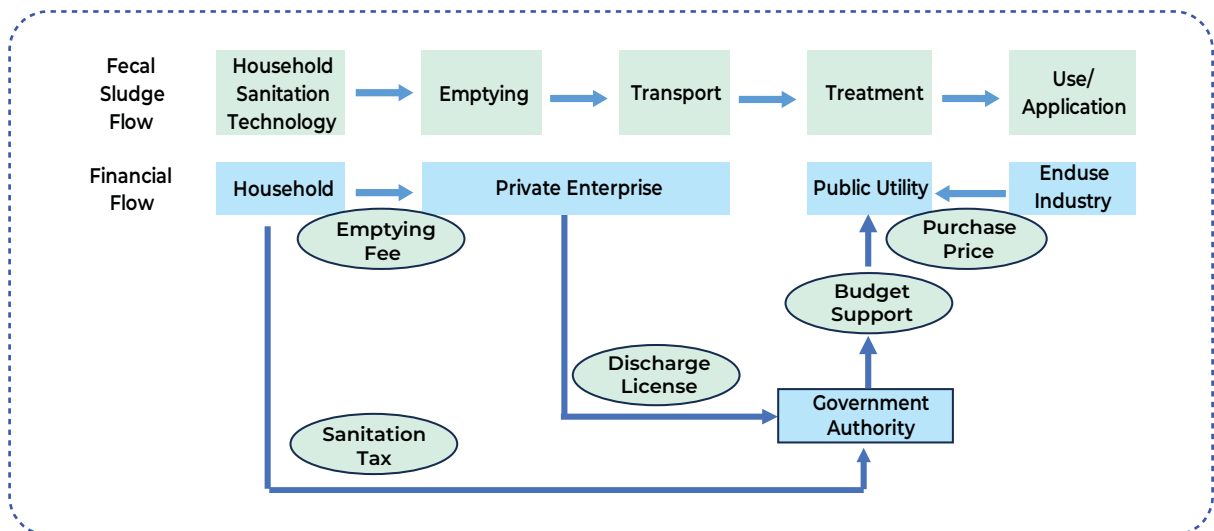 Fecal
Sludge
Flow
Household
Sanitation
Technology
Emptying
Transport
Treatment
Use/
Application
Financial
Flow
Household
Private Enterprise
Public Utility
Enduse
Industry
Emptying
Fee
Purchase
Price
Budget
Support
Discharge
License
Government
Authority
Sanitation
Tax